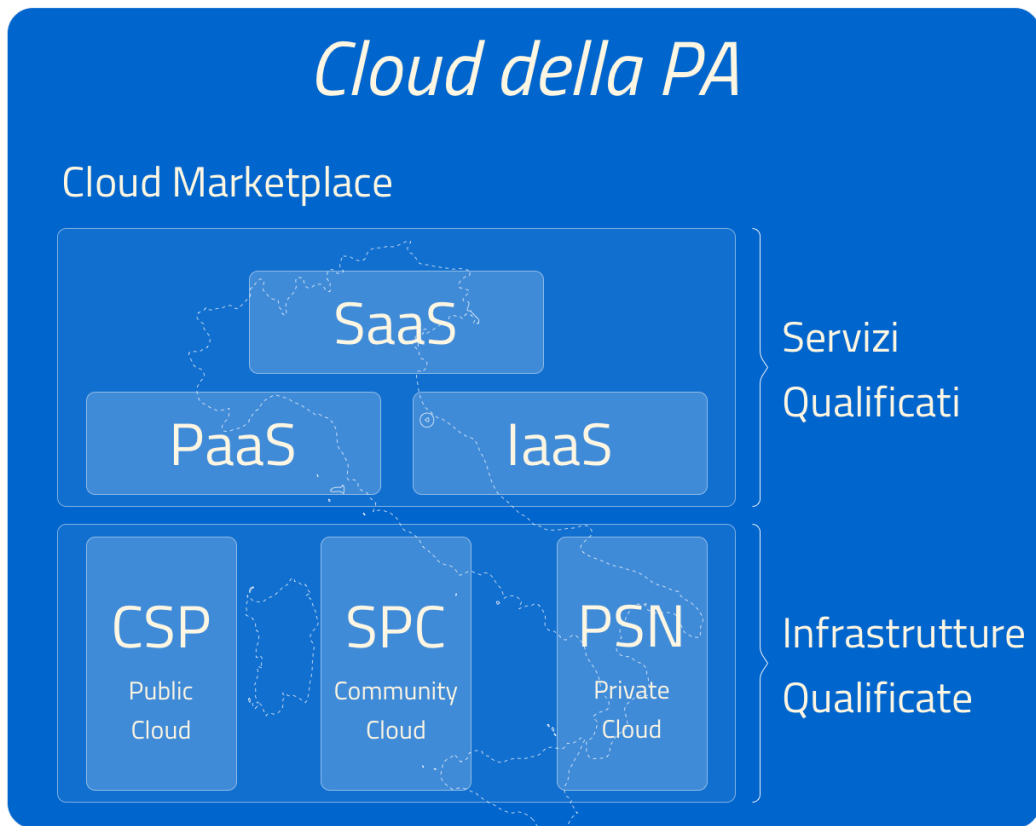 Cloud della PA
Cloud Marketplace
SaaS
PaaS
IaaS
Servizi
Qualificati
CSP
Public
Cloud
SPC
Community
Cloud
PSN
Private
Cloud
Infrastrutture
Qualificate